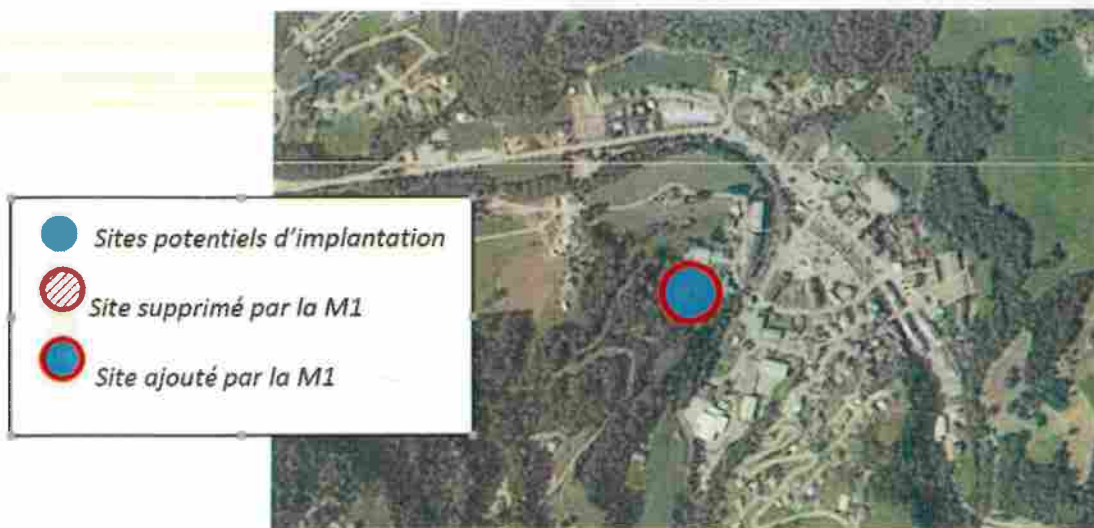 Sites potentiels d'implantation
Site supprimé par la M1
Site ajouté par la M1